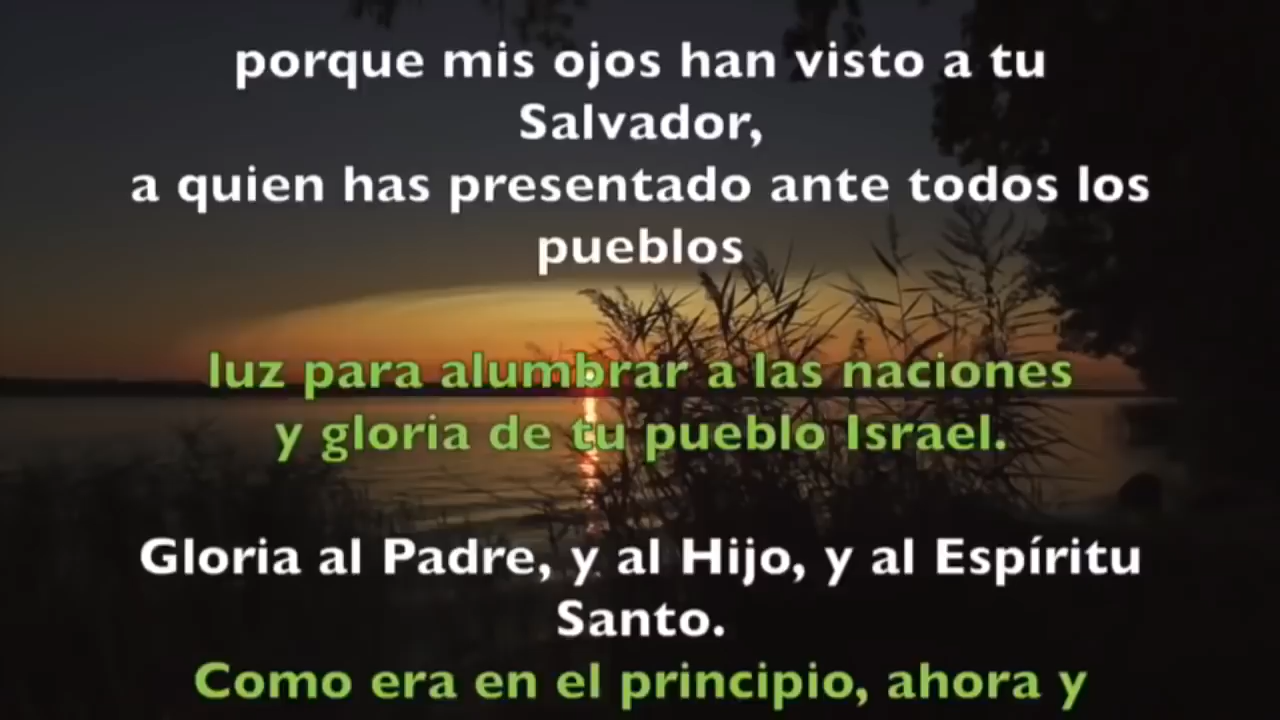 porque mis ojos han visto a tu
Salvador,
a quien has presentado ante todos los
pueblos
luz para alumbrar a las naciones
y gloria de tu pueblo Israel.
Gloria al Padre, y al Hijo, y al Espíritu
Santo.
Como era en el principio, ahora y